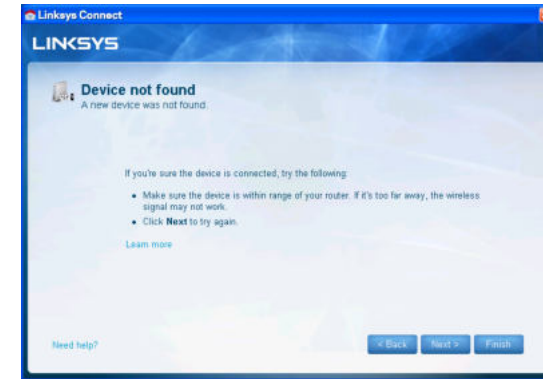 Linksys Connect
LINKSYS
Device not found
A new device was not found.
If you're sure the device is connected, try the following:
• Make sure the device is within range of your router. If it's too far away, the wireless
signal may not work.
• Click Next to try again.
Learn more
Need help?
< Back Next > Finish